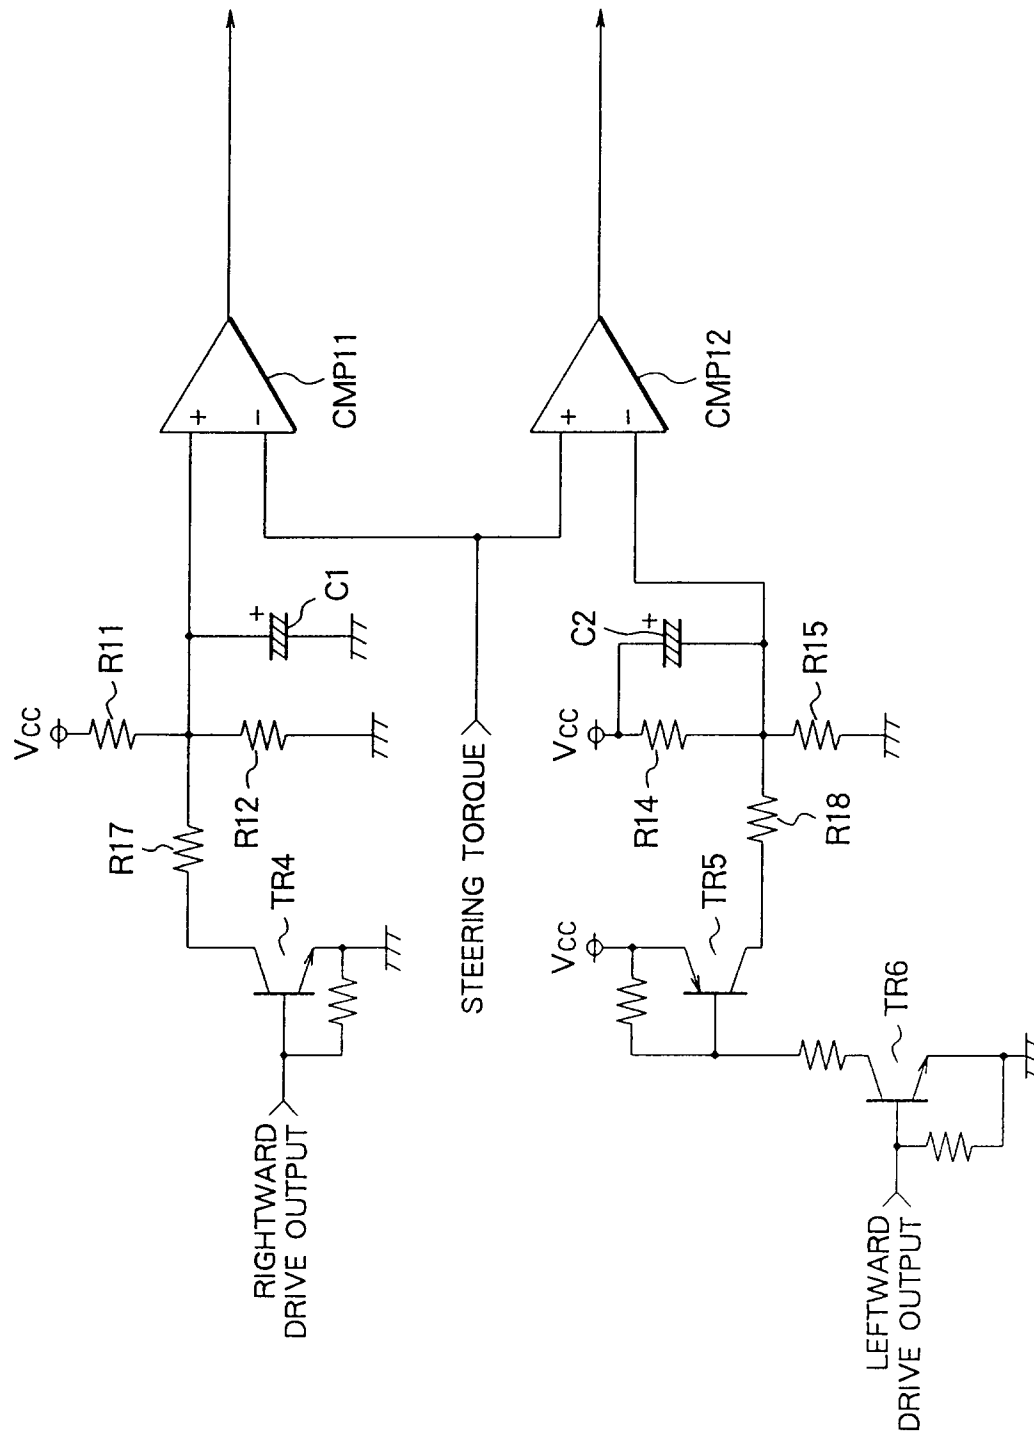 Vcc
R11
R17
R12
+
C1
TR4
RIGHTWARD
DRIVE OUTPUT
+
−
CMP11
STEERING TORQUE
+
−
CMP12
Vcc
C2
+
R14
R15
R18
Vcc
TR5
TR6
LEFTWARD
DRIVE OUTPUT